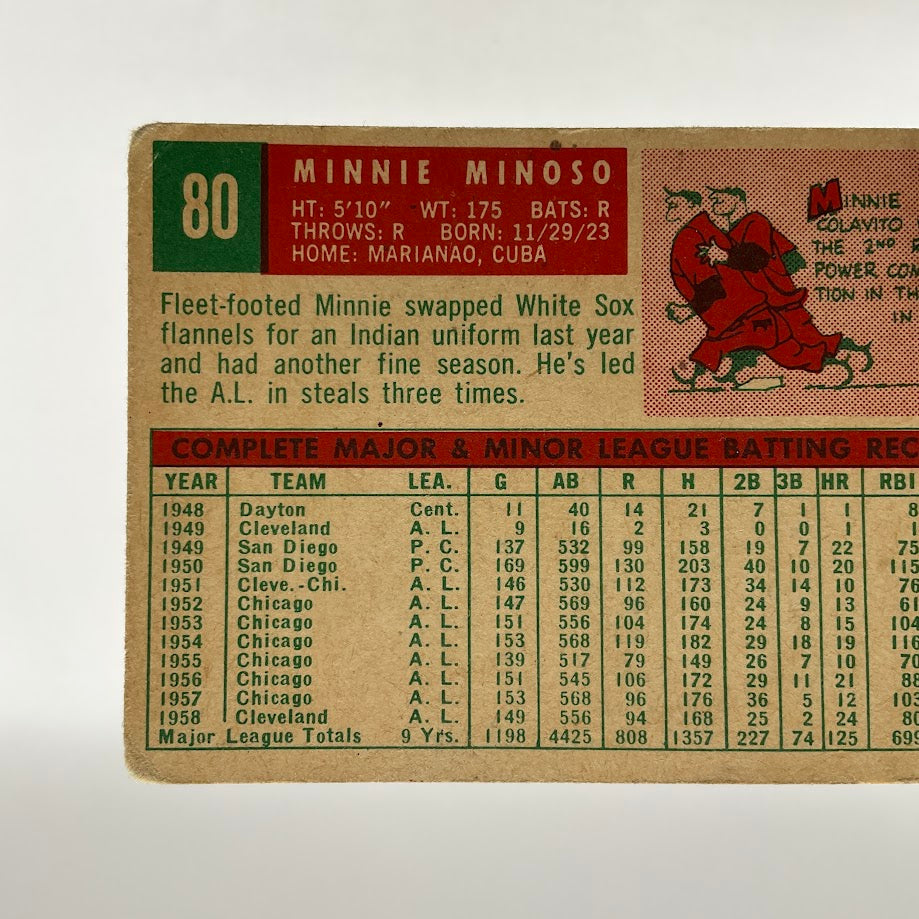 80
MINNIE MINOSO
HT: 5'10" WT: 175 BATS: R
THROWS: R BORN: 11/29/23
HOME: MARIANAO, CUBA
Fleet-footed Minnie swapped White Sox
flannels for an Indian uniform last year
and had another fine season. He's led
the A.L. in steals three times.
MINNIE
COLAVITO
THE 2ND
POWER CO
TION IN TH
IN
COMPLETE MAJOR & MINOR LEAGUE BATTING REC
YEAR TEAM LEA. G AB R H 2B 3B HR RBI
1948 Dayton Cent. 11 40 14 21 7 1 1 8
1949 Cleveland A. L. 9 16 2 3 0 0 1 1
1949 San Diego P. C. 137 532 99 158 19 7 22 75
1950 San Diego P. C. 169 599 130 203 40 10 20 115
1951 Cleve.-Chi. A. L. 146 530 112 173 34 14 10 76
1952 Chicago A. L. 147 569 96 160 24 9 13 61
1953 Chicago A. L. 151 556 104 174 24 8 15 104
1954 Chicago A. L. 153 568 119 182 29 18 19 116
1955 Chicago A. L. 139 517 79 149 26 7 10 70
1956 Chicago A. L. 151 545 106 172 29 11 21 88
1957 Chicago A. L. 153 568 96 176 36 5 12 103
1958 Cleveland A. L. 149 556 94 168 25 2 24 80
Major League Totals 9 Yrs. 1198 4425 808 1357 227 74 125 699